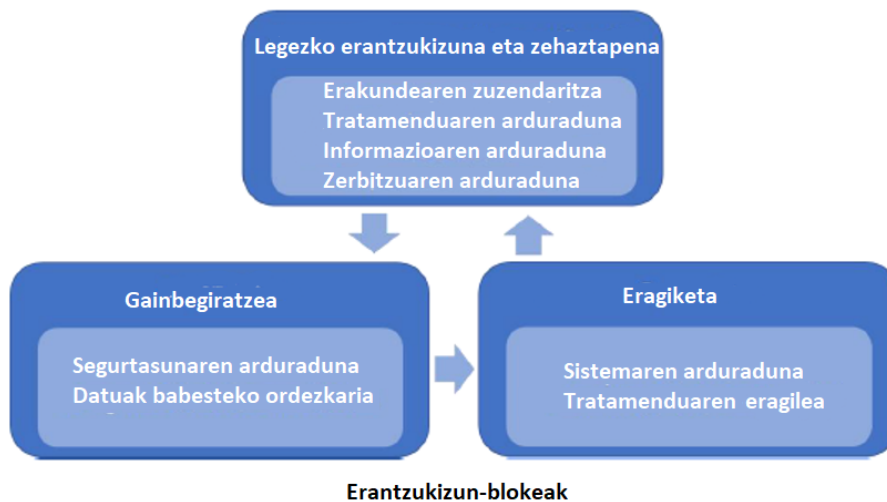 Legezko erantzukizuna eta zehaztapena
Erakundearen zuzendaritza
Tratamenduaren arduraduna
Informazioaren arduraduna
Zerbitzuaren arduraduna
Gainbegiratzea
Segurtasunaren arduraduna
Datuak babesteko ordezkaria
Eragiketa
Sistemaren arduraduna
Tratamenduaren eragilea
Erantzukizun-blokeak